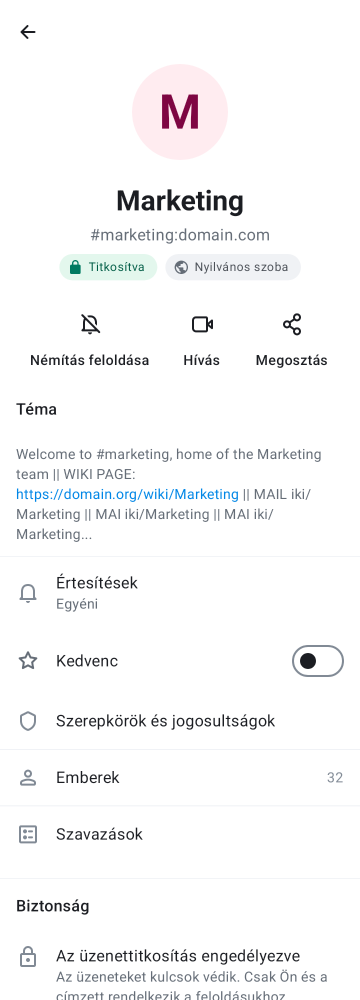 M
Marketing
#marketing:domain.com
Titkosítva
Nyilvános szoba
Némítás feloldása
Hívás
Megosztás
Téma
Welcome to #marketing, home of the Marketing
team || WIKI PAGE:
https://domain.org/wiki/Marketing || MAIL iki/
Marketing || MAI iki/Marketing || MAI iki/
Marketing...
Értesítések
Egyéni
Kedvenc
Szerepkörök és jogosultságok
Emberek
32
Szavazások
Biztonság
Az üzenettitkosítás engedélyezve
Az üzeneteket kulcsok védik. Csak Ön és a
címzett rendelkezik a feloldásukhoz